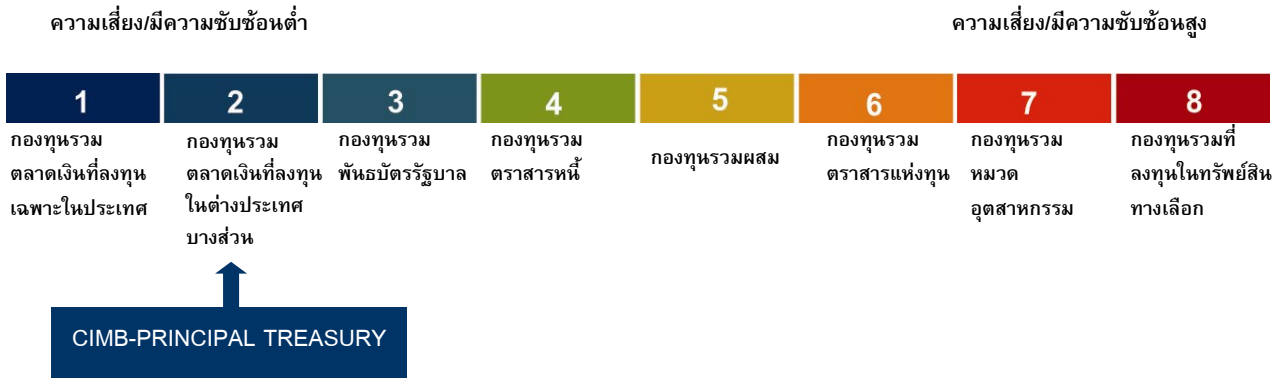 ความเสี่ยง/มีความซับซ้อนต่ำ
ความเสี่ยง/มีความซับซ้อนสูง
1
2
3
4
5
6
7
8
กองทุนรวม
ตลาดเงินที่ลงทุน
เฉพาะในประเทศ
กองทุนรวม
ตลาดเงินที่ลงทุน
ในต่างประเทศ
บางส่วน
กองทุนรวม
พันธบัตรรัฐบาล
กองทุนรวม
ตราสารหนี้
กองทุนรวมผสม
กองทุนรวม
ตราสารแห่งทุน
กองทุนรวม
หมวด
อุตสาหกรรม
กองทุนรวมที่
ลงทุนในทรัพย์สิน
ทางเลือก
CIMB-PRINCIPAL TREASURY